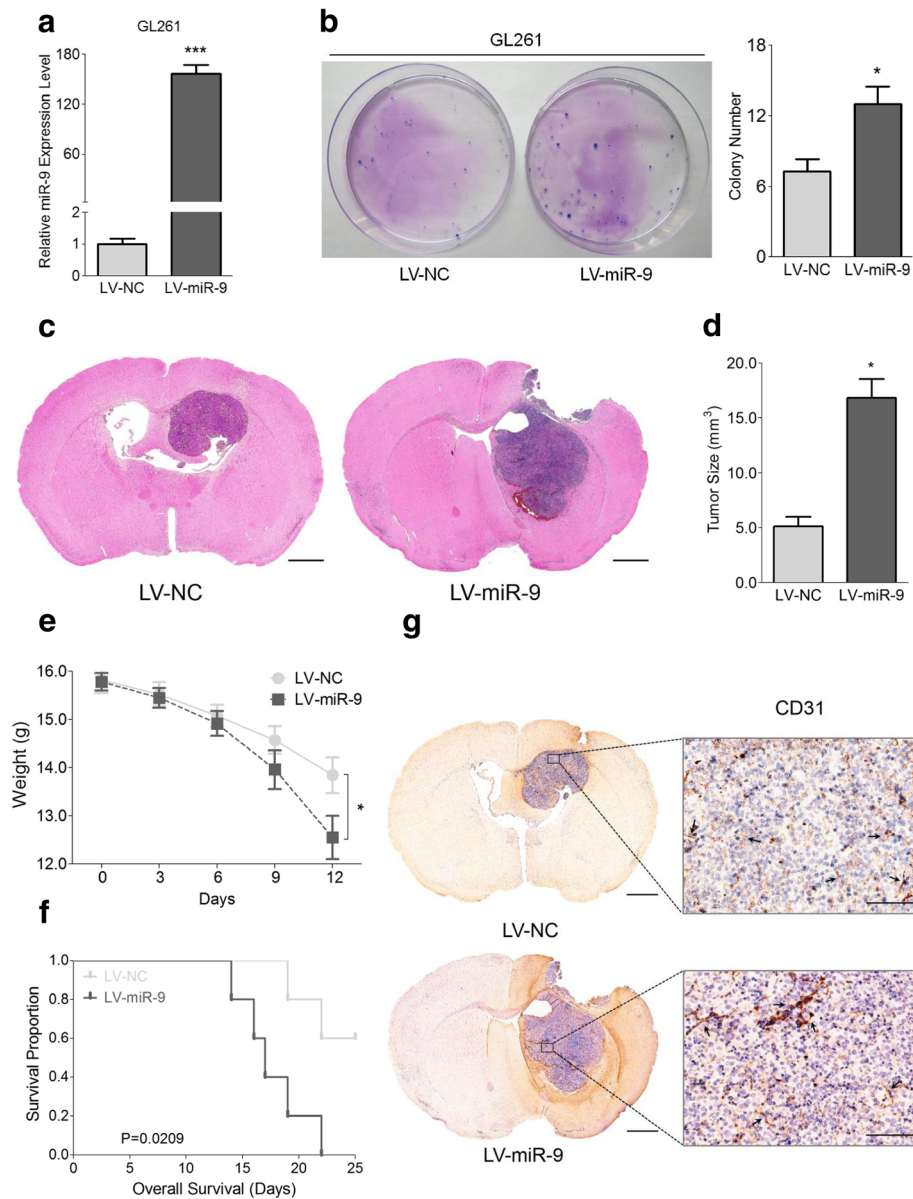 a
GL261
Relative miR-9 Expression Level
180
120
60
2
1
0
***
LV-NC
LV-miR-9
b
GL261
LV-NC
LV-miR-9
Colony Number
18
12
6
0
*
LV-NC
LV-miR-9
c
LV-NC
LV-miR-9
d
Tumor Size (mm³)
20.0
15.0
10.0
5.0
0.0
*
LV-NC
LV-miR-9
e
Weight (g)
16.0
15.0
14.0
13.0
12.0
LV-NC
LV-miR-9
*
0 3 6 9 12
Days
f
Survival Proportion
1.0
0.8
0.6
0.4
0.2
0.0
LV-NC
LV-miR-9
P=0.0209
0 5 10 15 20 25
Overall Survival (Days)
g
CD31
LV-NC
LV-miR-9